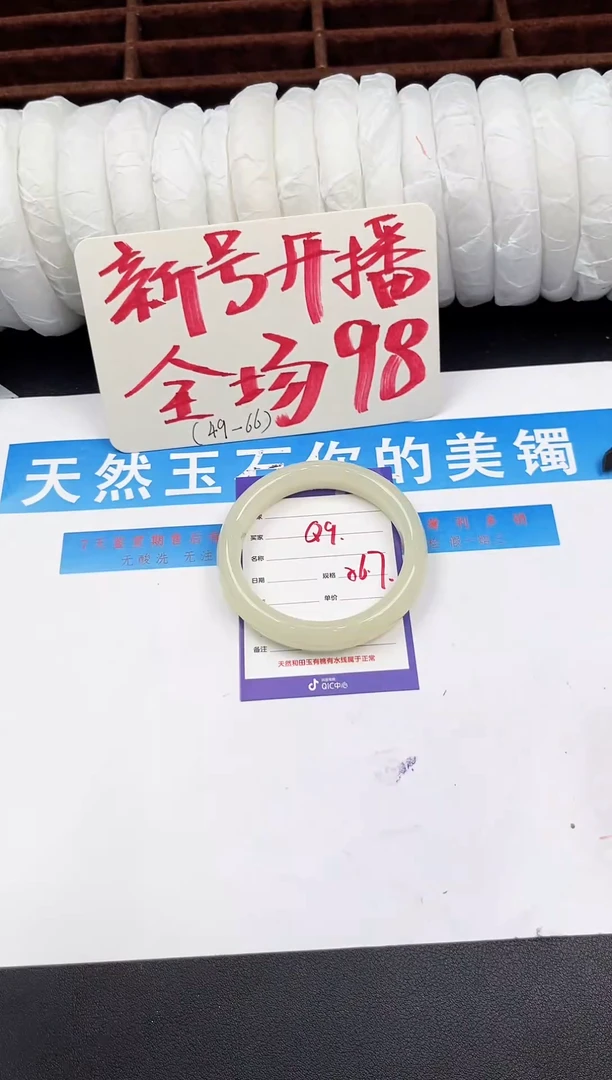 新号开播
全场98
(49-66)
天然玉石你的美镯
无酸洗 无注
买家 Q9.
名称
日期 规格 067.
单价
备注
天然和田玉有棉有水线属于正常
QIC中心